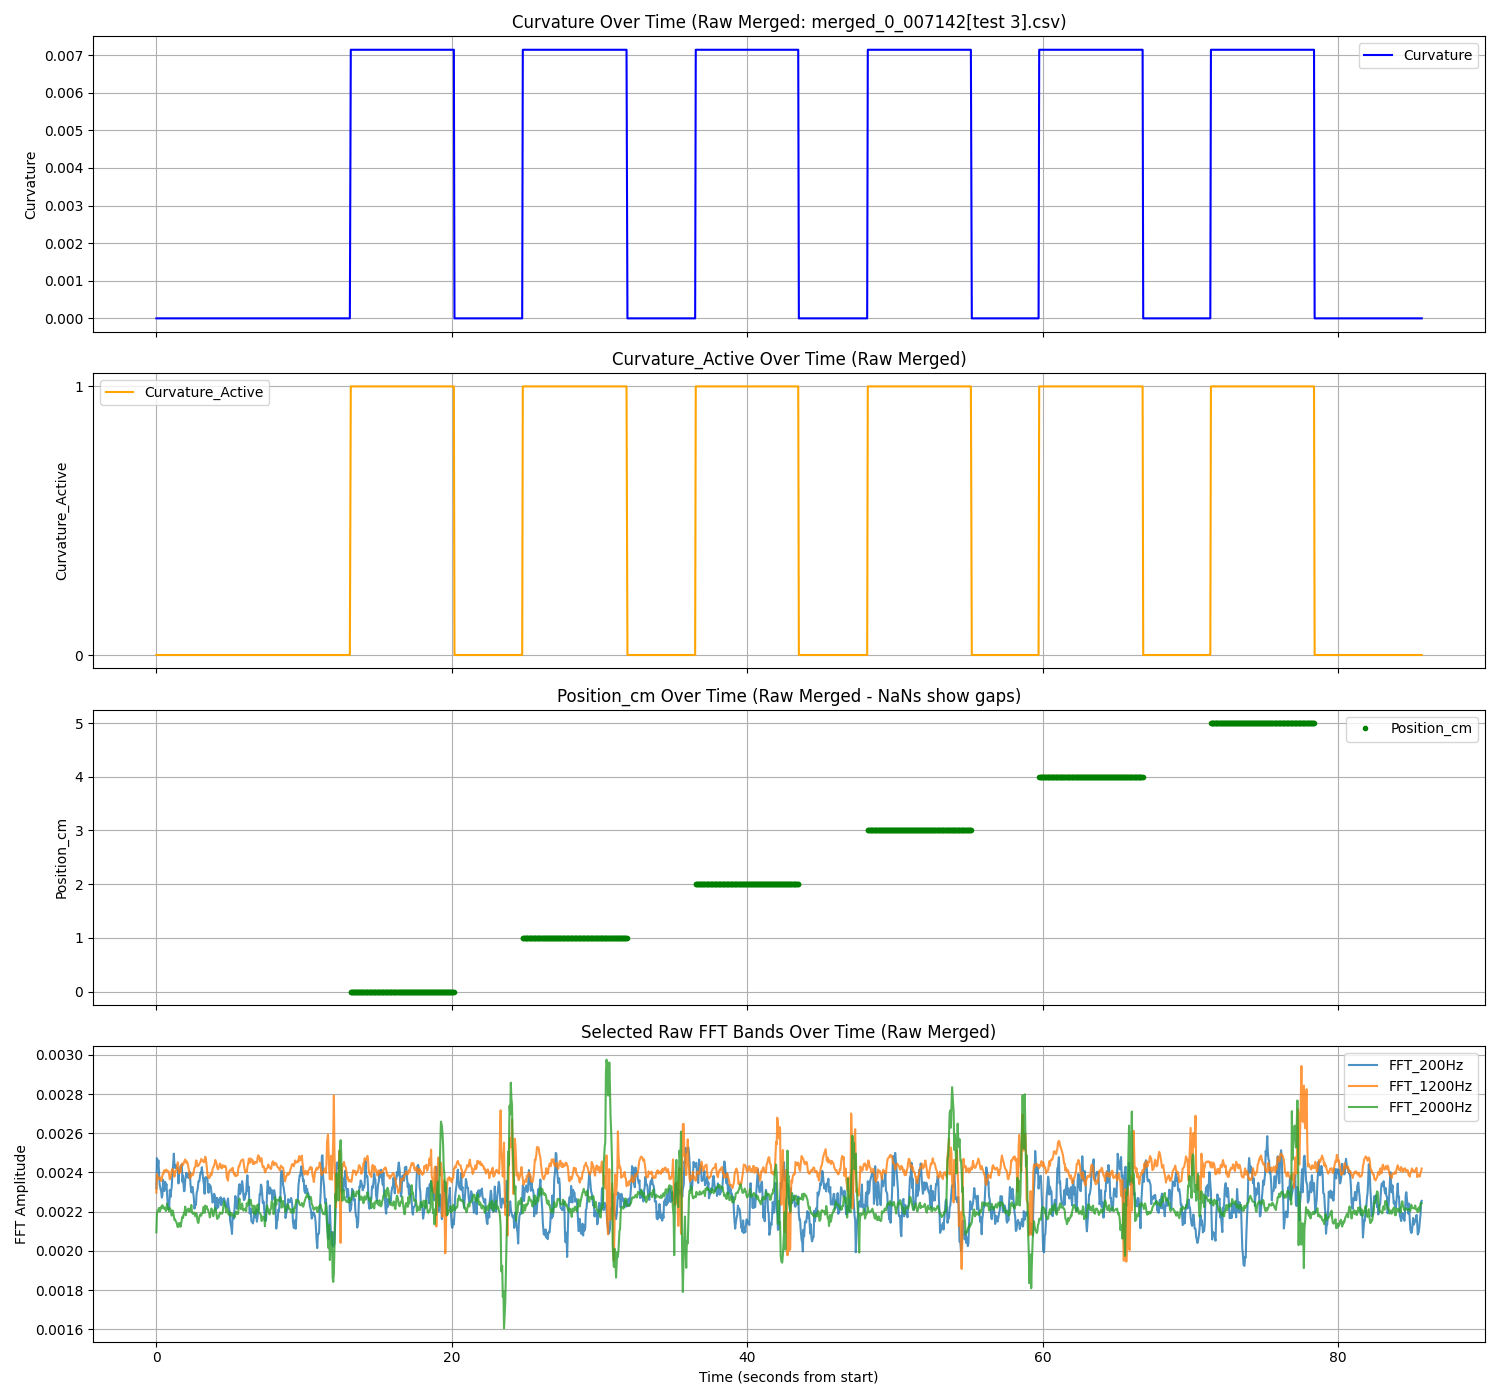 Curvature Over Time (Raw Merged: merged_0_007142[test 3].csv)
0.007
0.006
0.005
0.004
0.003
0.002
0.001
0.000
Curvature
Curvature
Curvature_Active Over Time (Raw Merged)
1
0
Curvature_Active
Curvature_Active
Position_cm Over Time (Raw Merged - NaNs show gaps)
5
4
3
2
1
0
Position_cm
Position_cm
Selected Raw FFT Bands Over Time (Raw Merged)
0.0030
0.0028
0.0026
0.0024
0.0022
0.0020
0.0018
0.0016
FFT Amplitude
FFT_200Hz
FFT_1200Hz
FFT_2000Hz
0 20 40 60 80
Time (seconds from start)